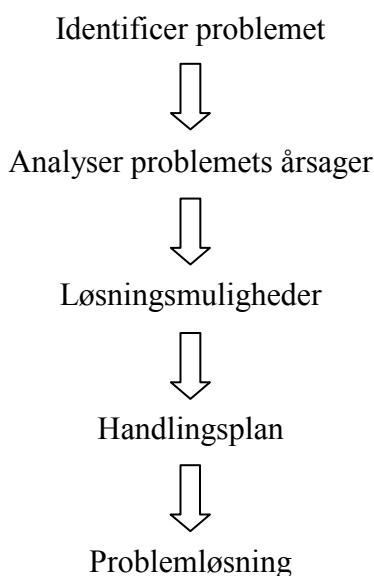 Identificer problemet
Analyser problemets årsager
Løsningsmuligheder
Handlingsplan
Problemløsning